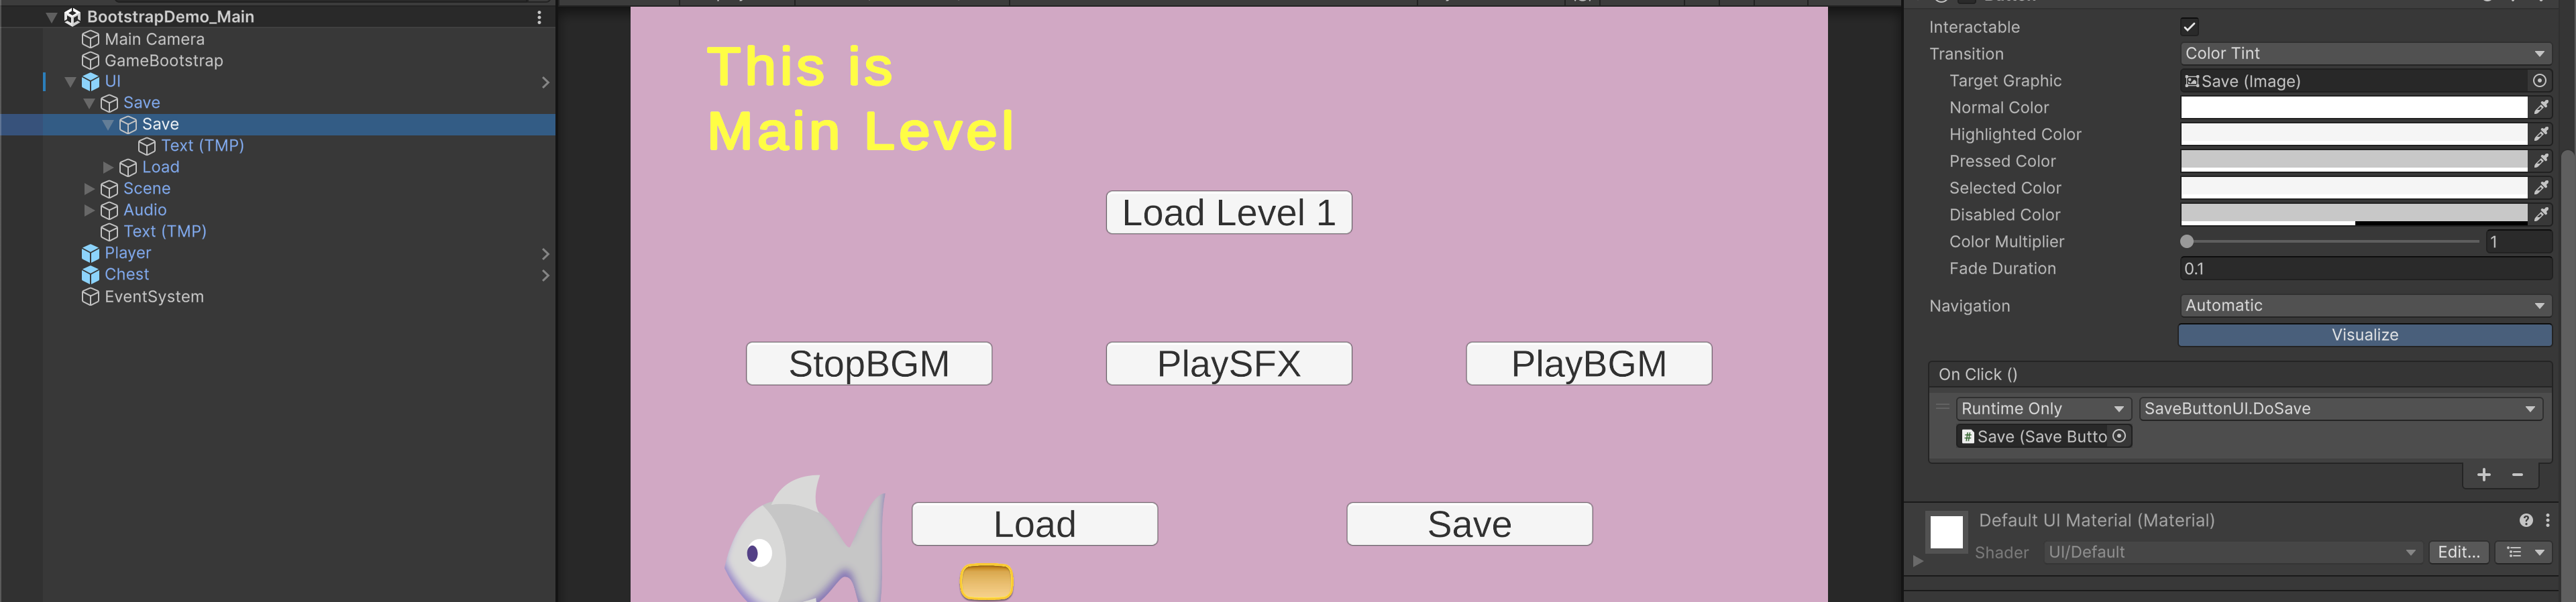 BootstrapDemo_Main
Main Camera
GameBootstrap
UI
Save
Save
Text (TMP)
Load
Scene
Audio
Text (TMP)
Player
Chest
EventSystem
This is
Main Level
Load Level 1
StopBGM
PlaySFX
PlayBGM
Load
Save
Interactable
Transition
Color Tint
Target Graphic
Save (Image)
Normal Color
Highlighted Color
Pressed Color
Selected Color
Disabled Color
Color Multiplier
1
Fade Duration
0.1
Navigation
Automatic
Visualize
On Click ()
Runtime Only
SaveButtonUI.DoSave
Save (Save Butto
Default UI Material (Material)
Shader
UI/Default
Edit...